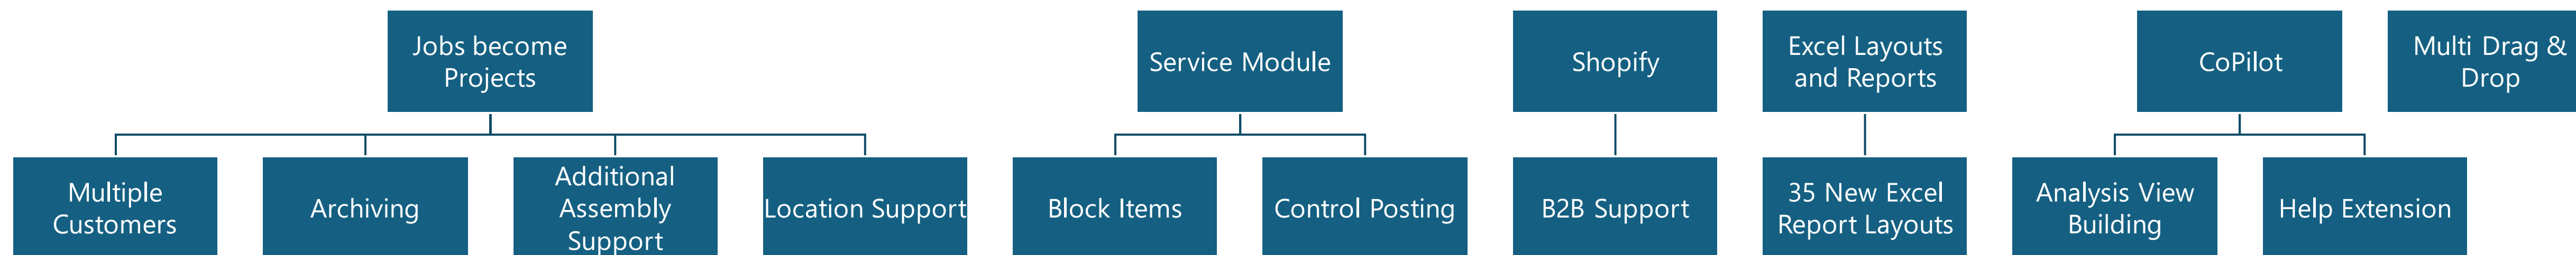 Jobs become
Projects
Service Module
Shopify
Excel Layouts
and Reports
CoPilot
Multi Drag &
Drop
Multiple
Customers
Archiving
Additional
Assembly
Support
Location Support
Block Items
Control Posting
B2B Support
35 New Excel
Report Layouts
Analysis View
Building
Help Extension